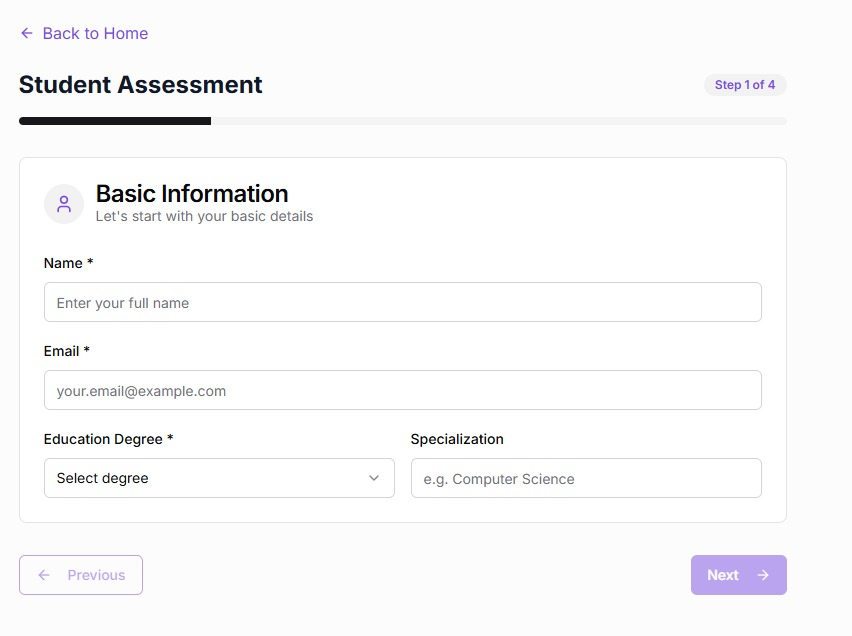 Back to Home
Student Assessment
Step 1 of 4
Basic Information
Let's start with your basic details
Name *
Enter your full name
Email *
your.email@example.com
Education Degree *
Specialization
Select degree
e.g. Computer Science
Previous
Next